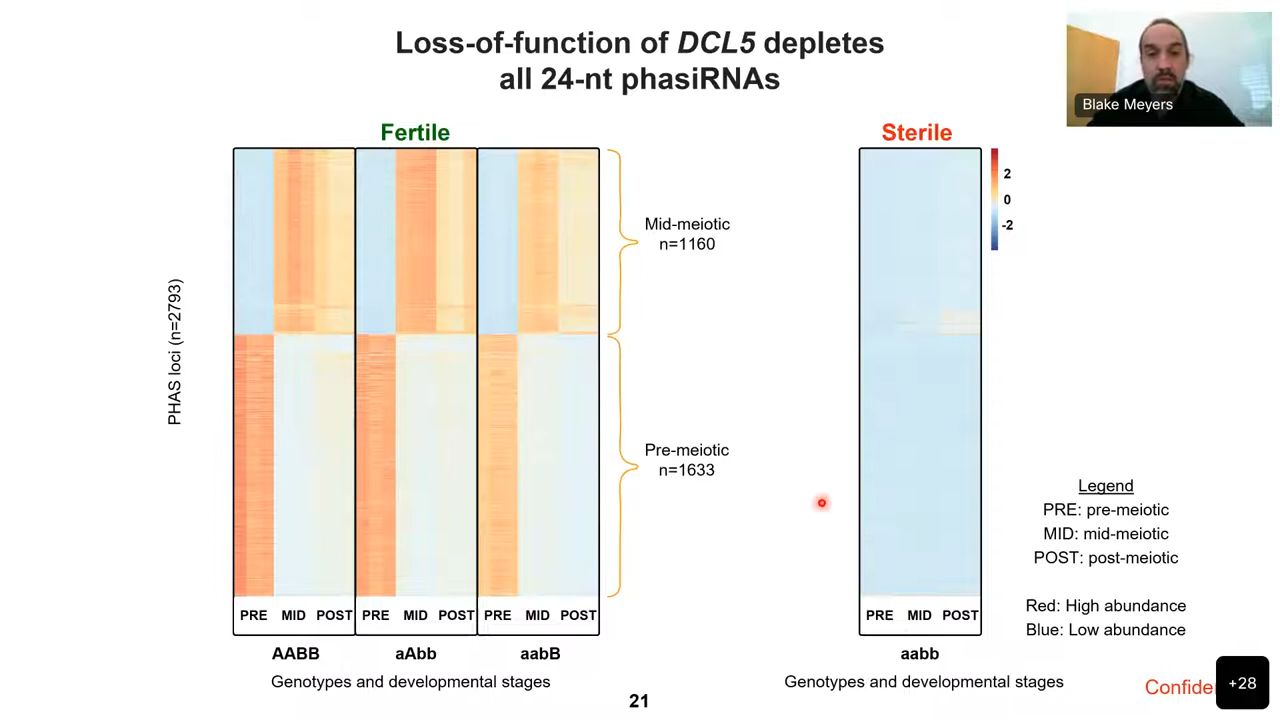 Loss-of-function of DCL5 depletes
all 24-nt phasiRNAs
Blake Meyers
Fertile
Sterile
2
0
-2
Mid-meiotic
n=1160
PHAS loci (n=2793)
Pre-meiotic
n=1633
Legend
PRE: pre-meiotic
MID: mid-meiotic
POST: post-meiotic
Red: High abundance
Blue: Low abundance
PRE MID POST PRE MID POST PRE MID POST
PRE MID POST
AABB aAbb aabB
aabb
Genotypes and developmental stages
Genotypes and developmental stages
21
Confide
+28